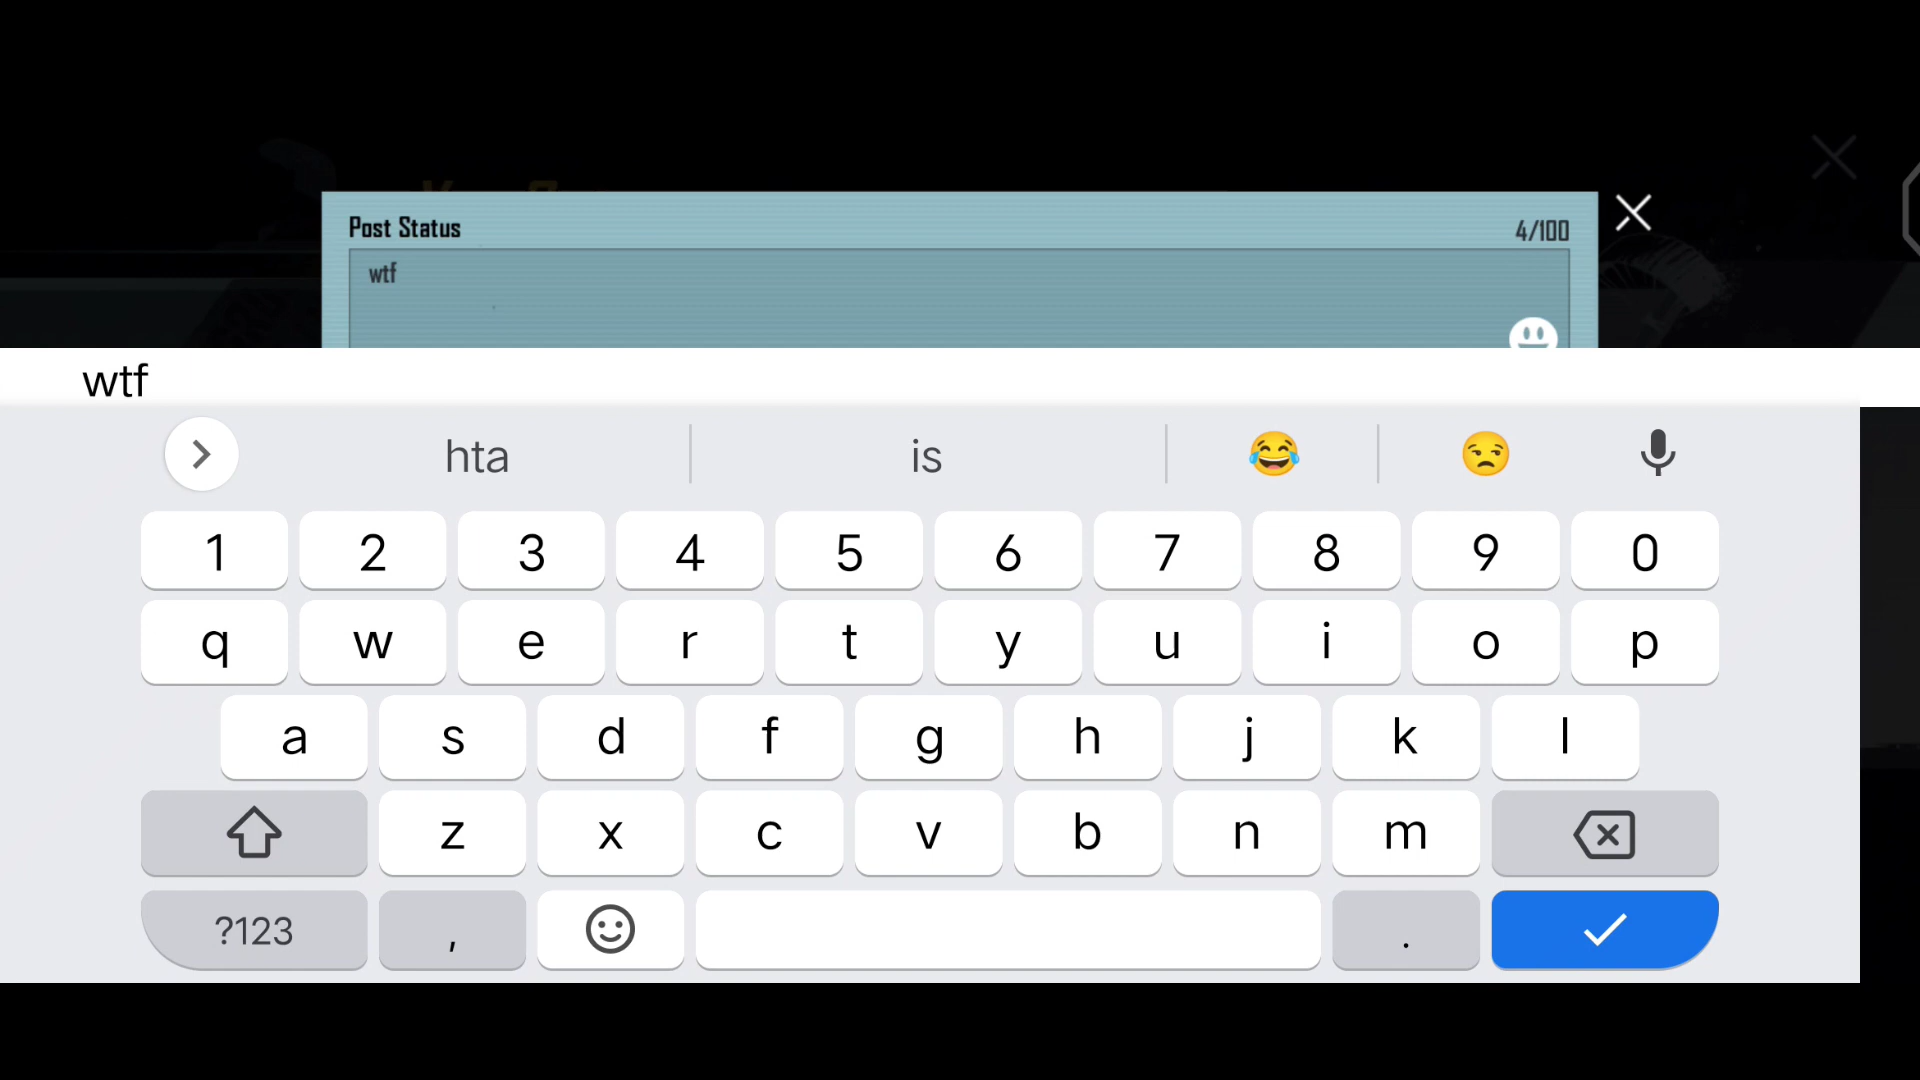 Post Status 4/100
wtf
wtf
hta is 😂 😒
1 2 3 4 5 6 7 8 9 0
q w e r t y u i o p
a s d f g h j k l
z x c v b n m
?123 , .